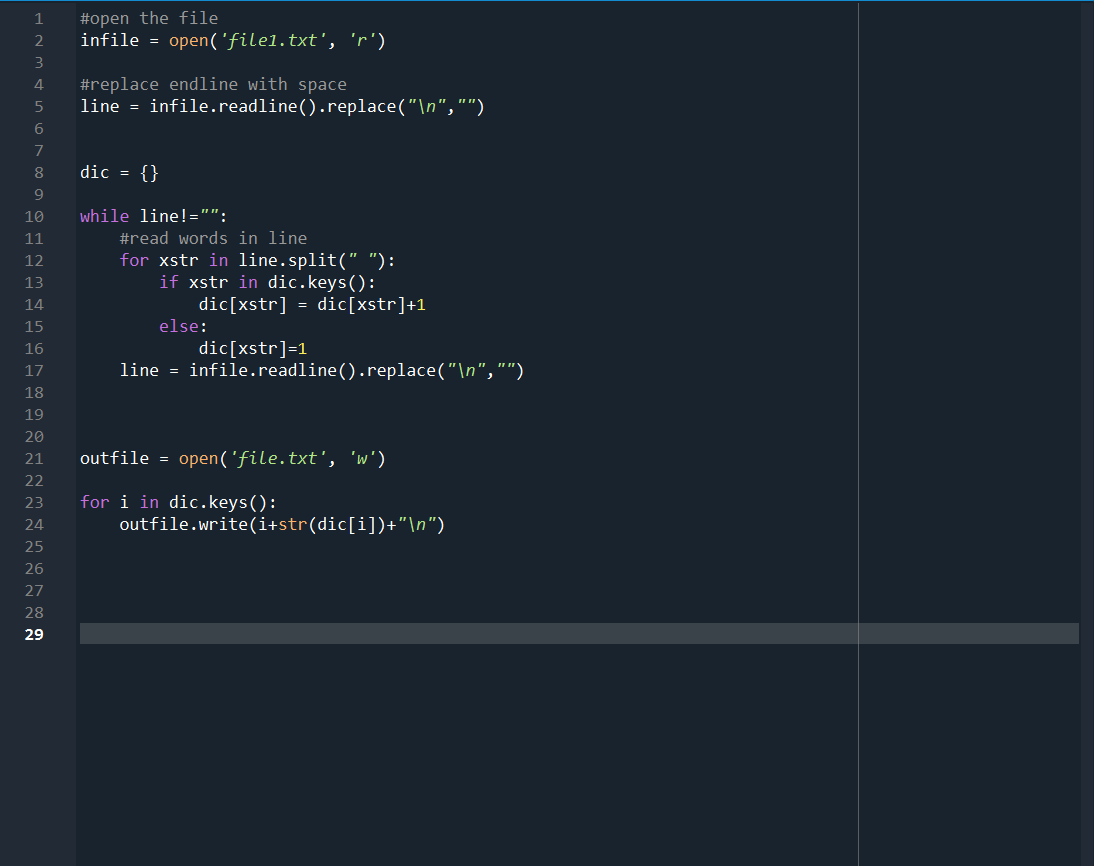 1 #open the file
2 infile = open('file1.txt', 'r')
3
4 #replace endline with space
5 line = infile.readline().replace("\n","")
6
7
8 dic = {}
9
10 while line!="":
11     #read words in line
12     for xstr in line.split(" "):
13         if xstr in dic.keys():
14             dic[xstr] = dic[xstr]+1
15         else:
16             dic[xstr]=1
17     line = infile.readline().replace("\n","")
18
19
20
21 outfile = open('file.txt', 'w')
22
23 for i in dic.keys():
24     outfile.write(i+str(dic[i])+"\n")
25
26
27
28
29